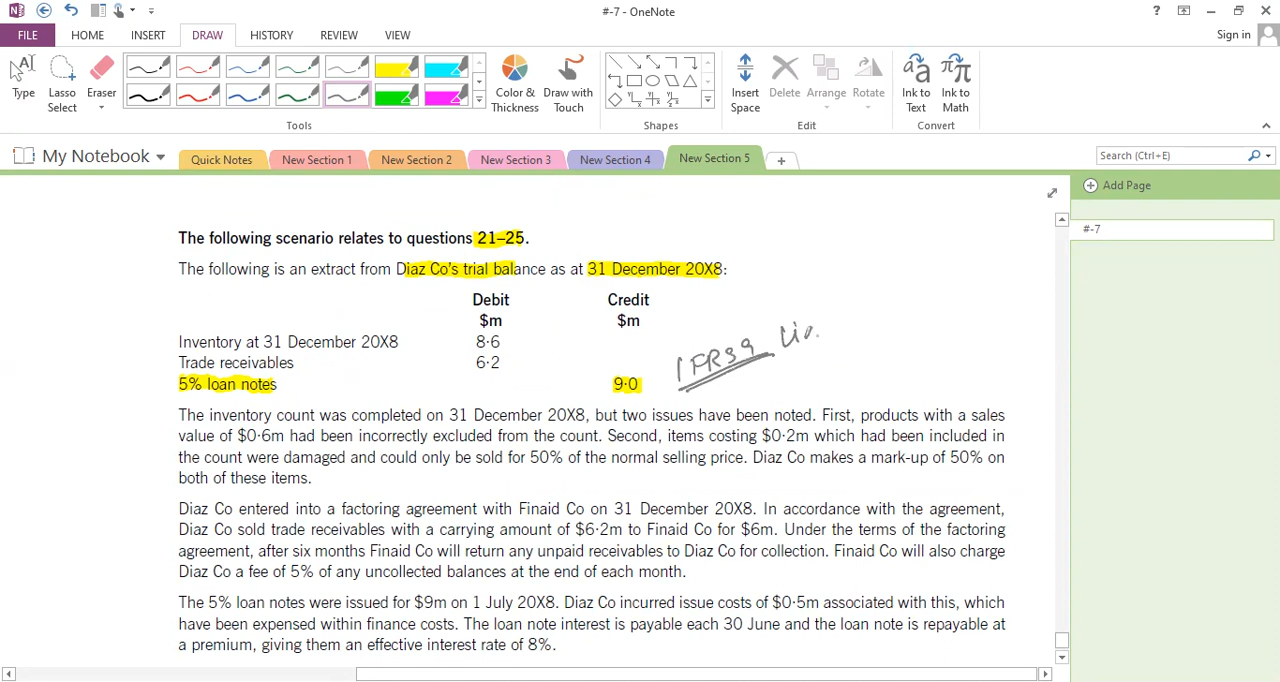 #-7 - OneNote
?
FILE HOME INSERT DRAW HISTORY REVIEW VIEW
Sign in
Type Lasso Select Eraser
Color & Thickness Draw with Touch
Insert Space Delete Arrange Rotate
Ink to Text Ink to Math
Tools Shapes Edit Convert
My Notebook Quick Notes New Section 1 New Section 2 New Section 3 New Section 4 New Section 5
Search (Ctrl+E)
Add Page
#-7
The following scenario relates to questions 21–25.
The following is an extract from Diaz Co's trial balance as at 31 December 20X8:
Debit Credit
$m $m
Inventory at 31 December 20X8 8·6
Trade receivables 6·2
5% loan notes 9·0
IFRS 9
The inventory count was completed on 31 December 20X8, but two issues have been noted. First, products with a sales
value of $0·6m had been incorrectly excluded from the count. Second, items costing $0·2m which had been included in
the count were damaged and could only be sold for 50% of the normal selling price. Diaz Co makes a mark-up of 50% on
both of these items.
Diaz Co entered into a factoring agreement with Finaid Co on 31 December 20X8. In accordance with the agreement,
Diaz Co sold trade receivables with a carrying amount of $6·2m to Finaid Co for $6m. Under the terms of the factoring
agreement, after six months Finaid Co will return any unpaid receivables to Diaz Co for collection. Finaid Co will also charge
Diaz Co a fee of 5% of any uncollected balances at the end of each month.
The 5% loan notes were issued for $9m on 1 July 20X8. Diaz Co incurred issue costs of $0·5m associated with this, which
have been expensed within finance costs. The loan note interest is payable each 30 June and the loan note is repayable at
a premium, giving them an effective interest rate of 8%.